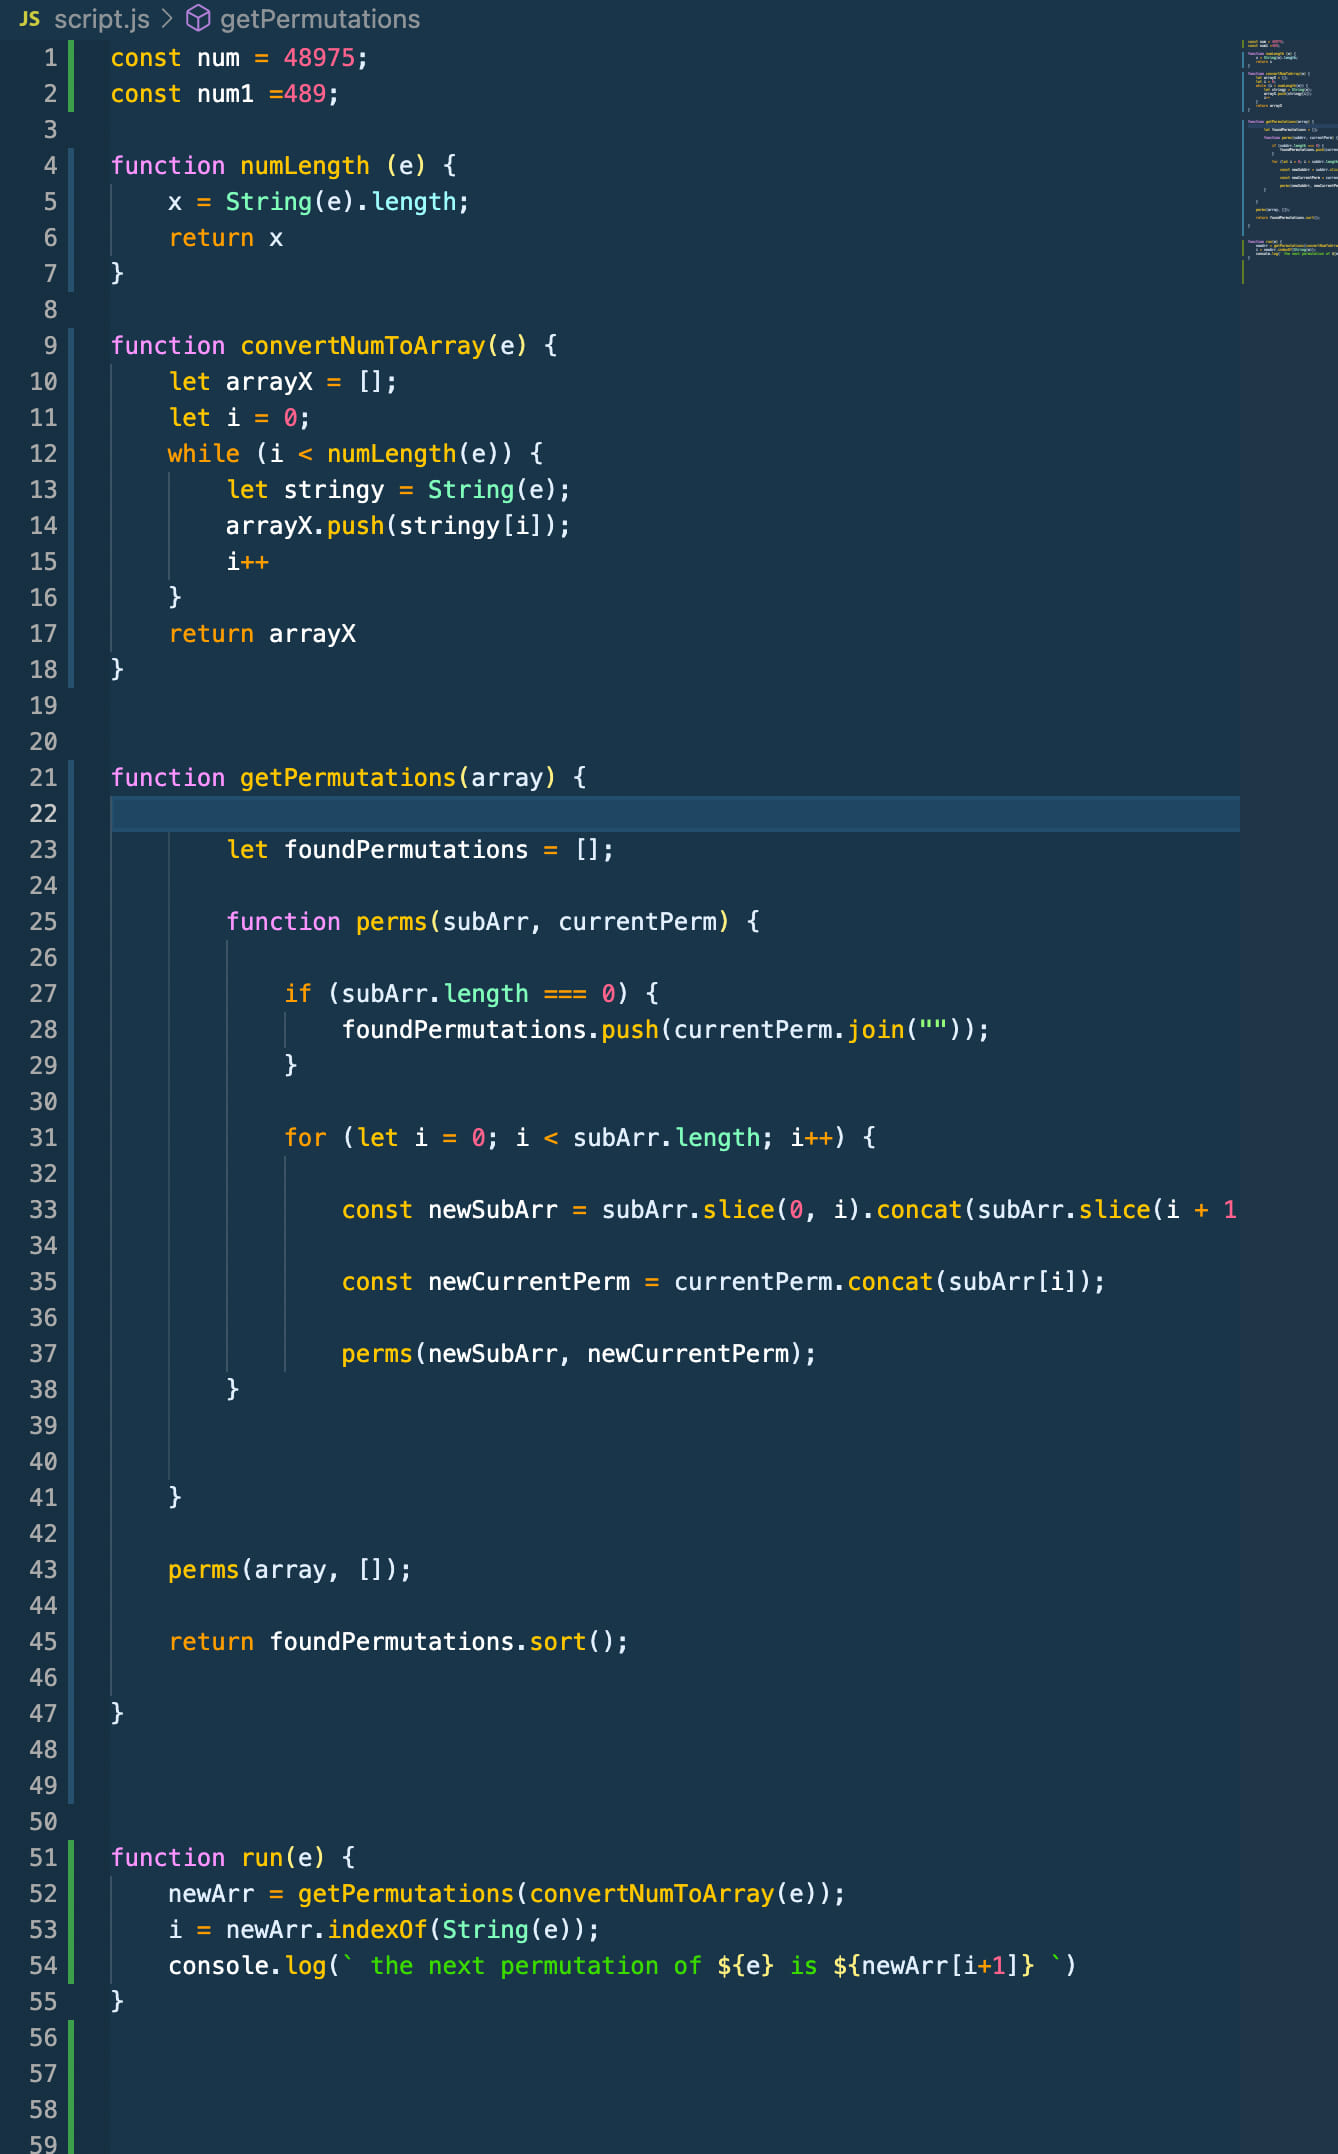 JS script.js > getPermutations
1 const num = 48975;
2 const num1 =489;
3
4 function numLength (e) {
5 x = String(e).length;
6 return x
7 }
8
9 function convertNumToArray(e) {
10 let arrayX = [];
11 let i = 0;
12 while (i < numLength(e)) {
13 let stringy = String(e);
14 arrayX.push(stringy[i]);
15 i++
16 }
17 return arrayX
18 }
19
20
21 function getPermutations(array) {
22
23 let foundPermutations = [];
24
25 function perms(subArr, currentPerm) {
26
27 if (subArr.length === 0) {
28 foundPermutations.push(currentPerm.join(""));
29 }
30
31 for (let i = 0; i < subArr.length; i++) {
32
33 const newSubArr = subArr.slice(0, i).concat(subArr.slice(i + 1
34
35 const newCurrentPerm = currentPerm.concat(subArr[i]);
36
37 perms(newSubArr, newCurrentPerm);
38 }
39
40
41 }
42
43 perms(array, []);
44
45 return foundPermutations.sort();
46
47 }
48
49
50
51 function run(e) {
52 newArr = getPermutations(convertNumToArray(e));
53 i = newArr.indexOf(String(e));
54 console.log(` the next permutation of ${e} is ${newArr[i+1]} `)
55 }
56
57
58
59